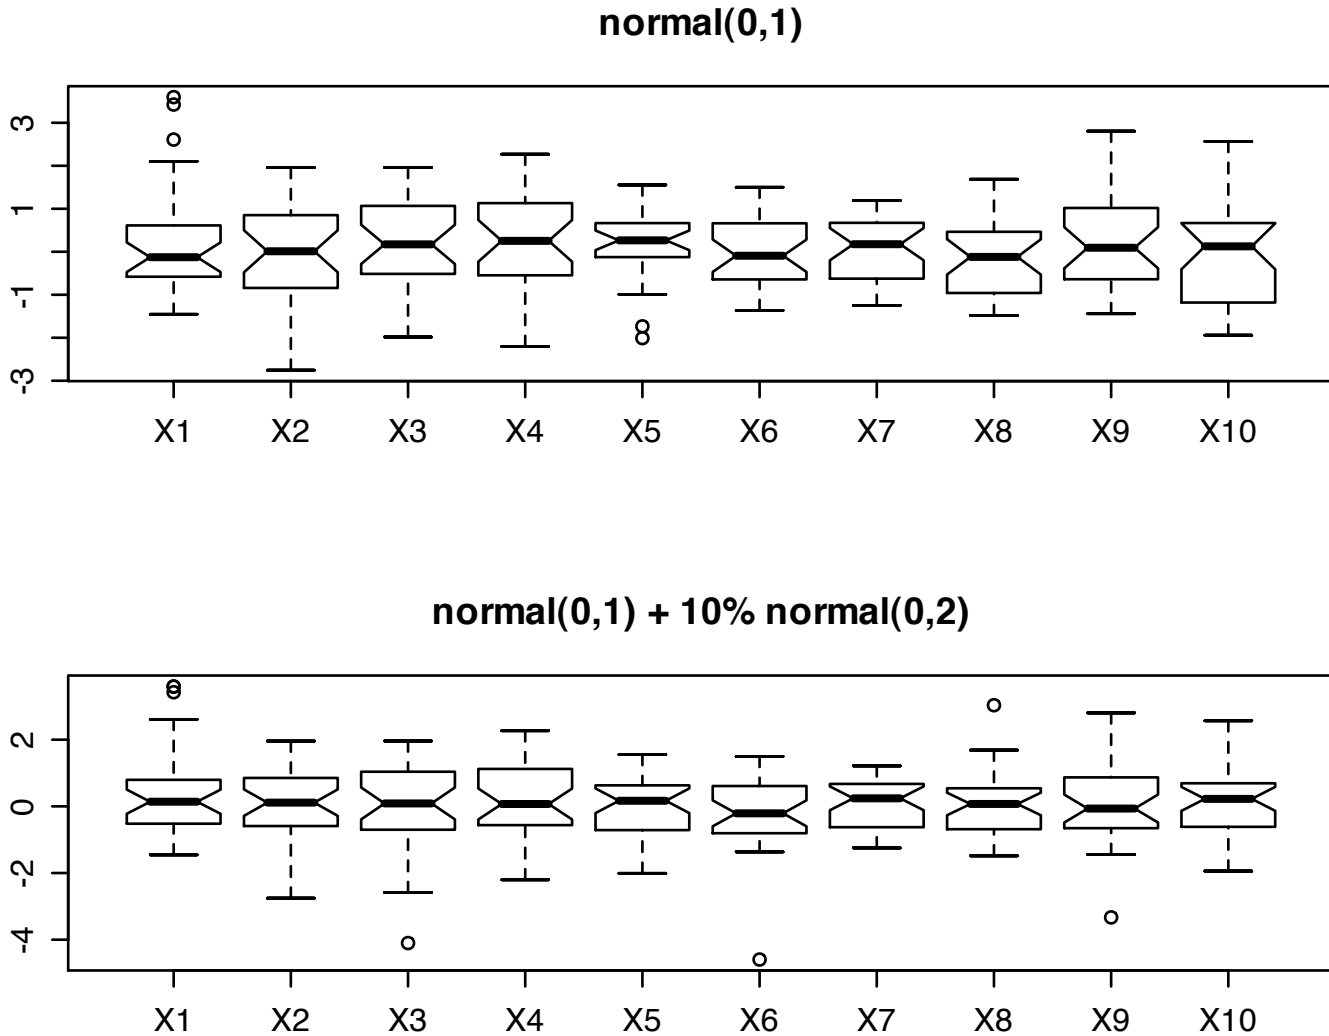 normal(0,1)
3
1
-1
-3
X1 X2 X3 X4 X5 X6 X7 X8 X9 X10
normal(0,1) + 10% normal(0,2)
2
0
-2
-4
X1 X2 X3 X4 X5 X6 X7 X8 X9 X10